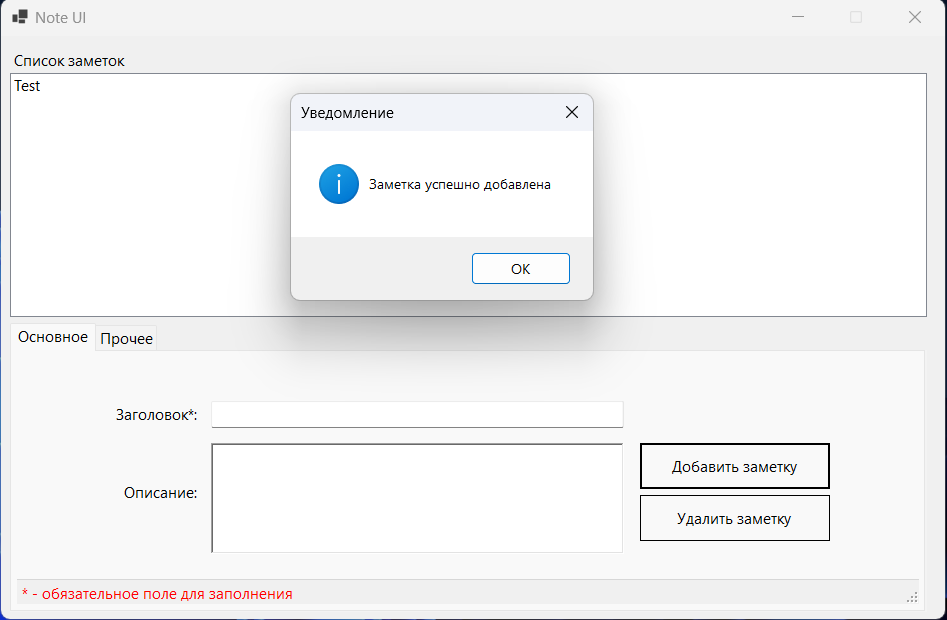 Note UI
Список заметок
Test
Уведомление
Заметка успешно добавлена
ОК
Основное
Прочее
Заголовок*:
Описание:
Добавить заметку
Удалить заметку
* - обязательное поле для заполнения